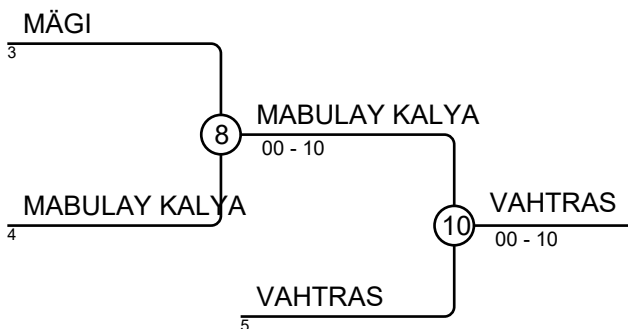 MÄGI
3
8
MABULAY KALYA
00 - 10
MABULAY KALYA
4
10
VAHTRAS
00 - 10
VAHTRAS
5